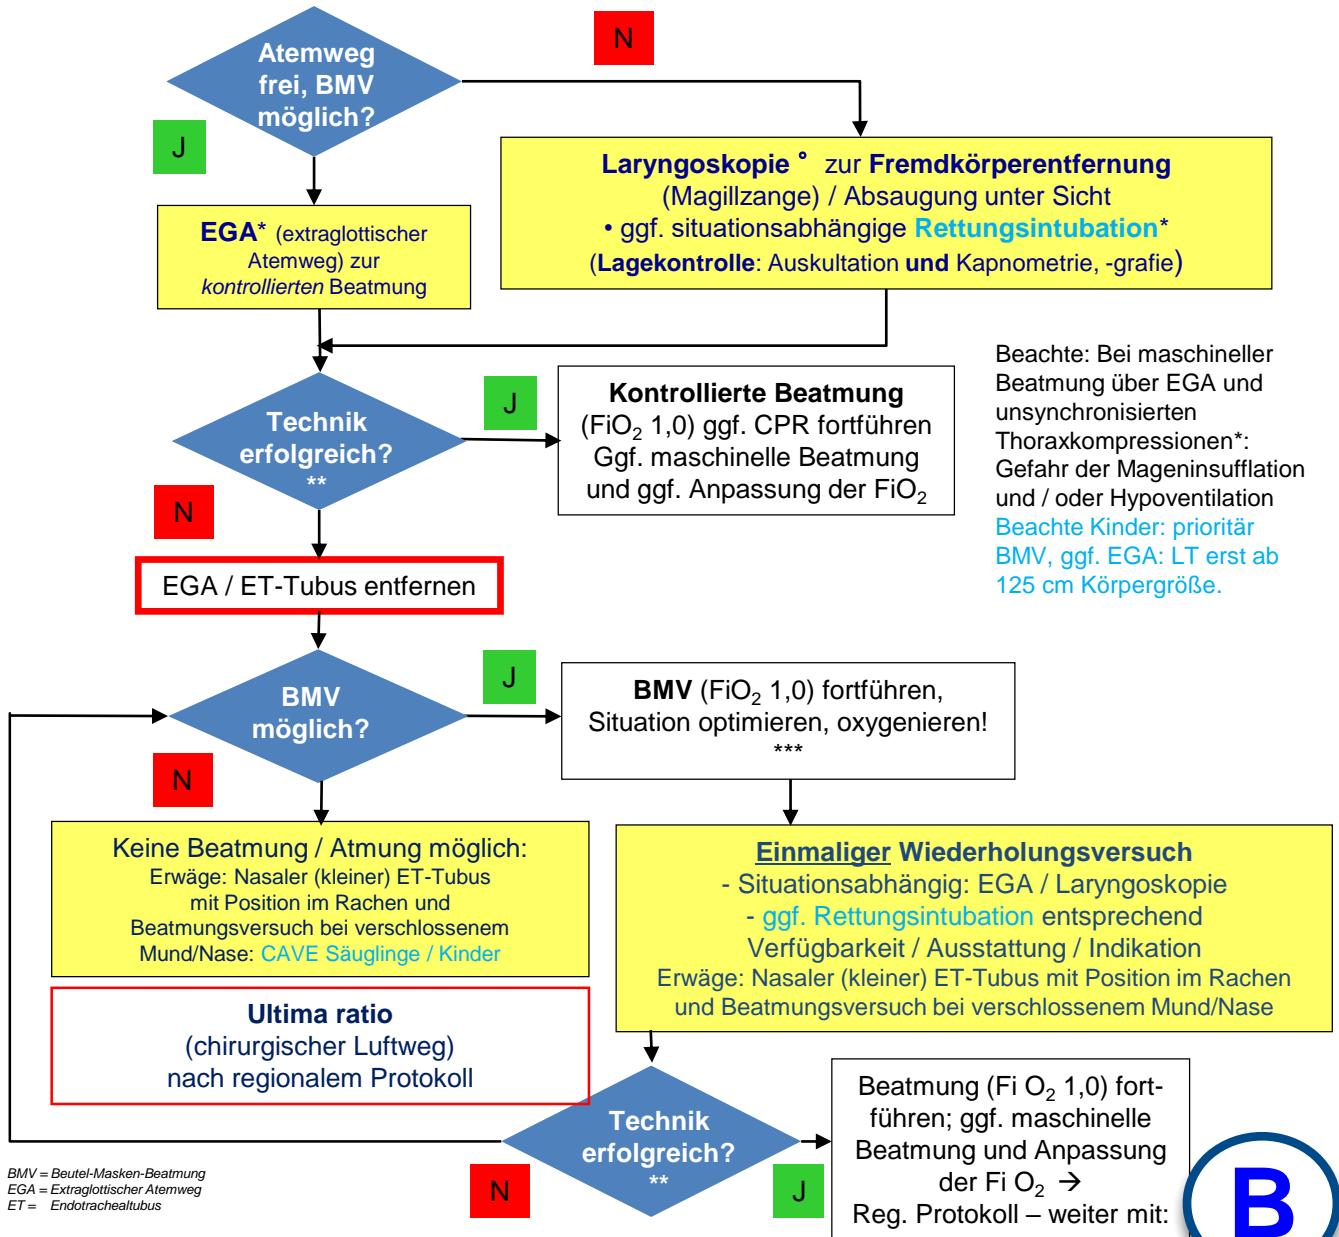 Atemweg
frei, BMV
möglich?
N
J
Laryngoskopie ° zur Fremdkörperentfernung
(Magillzange) / Absaugung unter Sicht
• ggf. situationsabhängige Rettungsintubation*
(Lagekontrolle: Auskultation und Kapnometrie, -grafie)
EGA* (extraglottischer
Atemweg) zur
kontrollierten Beatmung
Technik
erfolgreich?
**
J
Kontrollierte Beatmung
(FiO₂ 1,0) ggf. CPR fortführen
Ggf. maschinelle Beatmung
und ggf. Anpassung der FiO₂
Beachte: Bei maschineller
Beatmung über EGA und
unsynchronisierten
Thoraxkompressionen*:
Gefahr der Mageninsufflation
und / oder Hypoventilation
Beachte Kinder: prioritär
BMV, ggf. EGA: LT erst ab
125 cm Körpergröße.
N
EGA / ET-Tubus entfernen
BMV
möglich?
J
BMV (FiO₂ 1,0) fortführen,
Situation optimieren, oxygenieren!
***
N
Keine Beatmung / Atmung möglich:
Erwäge: Nasaler (kleiner) ET-Tubus
mit Position im Rachen und
Beatmungsversuch bei verschlossenem
Mund/Nase: CAVE Säuglinge / Kinder
Einmaliger Wiederholungsversuch
- Situationsabhängig: EGA / Laryngoskopie
- ggf. Rettungsintubation entsprechend
Verfügbarkeit / Ausstattung / Indikation
Erwäge: Nasaler (kleiner) ET-Tubus mit Position im Rachen
und Beatmungsversuch bei verschlossenem Mund/Nase
Ultima ratio
(chirurgischer Luftweg)
nach regionalem Protokoll
Technik
erfolgreich?
**
N
J
Beatmung (Fi O₂ 1,0) fort-
führen; ggf. maschinelle
Beatmung und Anpassung
der Fi O₂ →
Reg. Protokoll – weiter mit:
B
BMV = Beutel-Masken-Beatmung
EGA = Extraglottischer Atemweg
ET = Endotrachealtubus